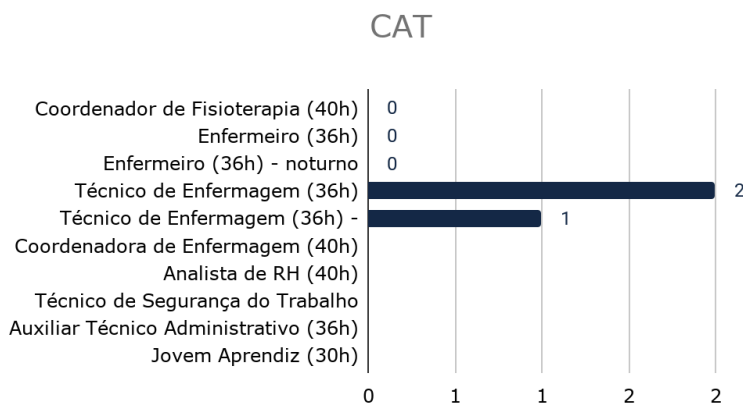 CAT
Coordenador de Fisioterapia (40h) 0
Enfermeiro (36h) 0
Enfermeiro (36h) - noturno 0
Técnico de Enfermagem (36h) 2
Técnico de Enfermagem (36h) - 1
Coordenadora de Enfermagem (40h)
Analista de RH (40h)
Técnico de Segurança do Trabalho
Auxiliar Técnico Administrativo (36h)
Jovem Aprendiz (30h)
0 1 1 2 2